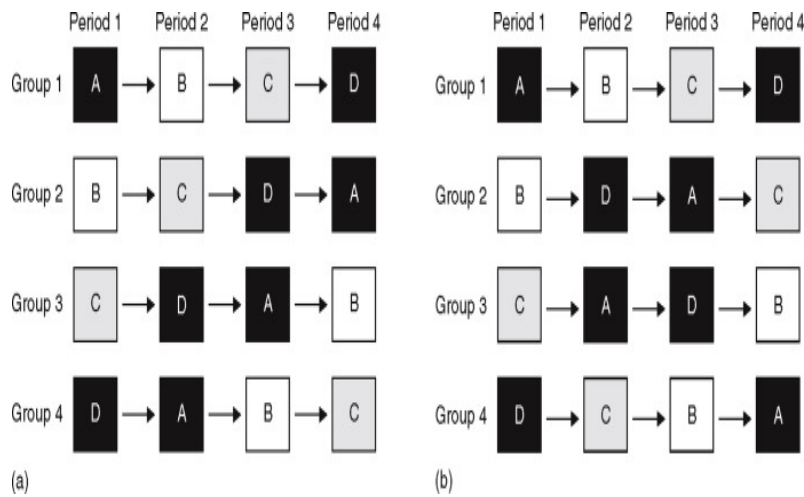 Period 1 Period 2 Period 3 Period 4
Group 1 A B C D
Group 2 B C D A
Group 3 C D A B
Group 4 D A B C
(a)
Period 1 Period 2 Period 3 Period 4
Group 1 A B C D
Group 2 B D A C
Group 3 C A D B
Group 4 D C B A
(b)